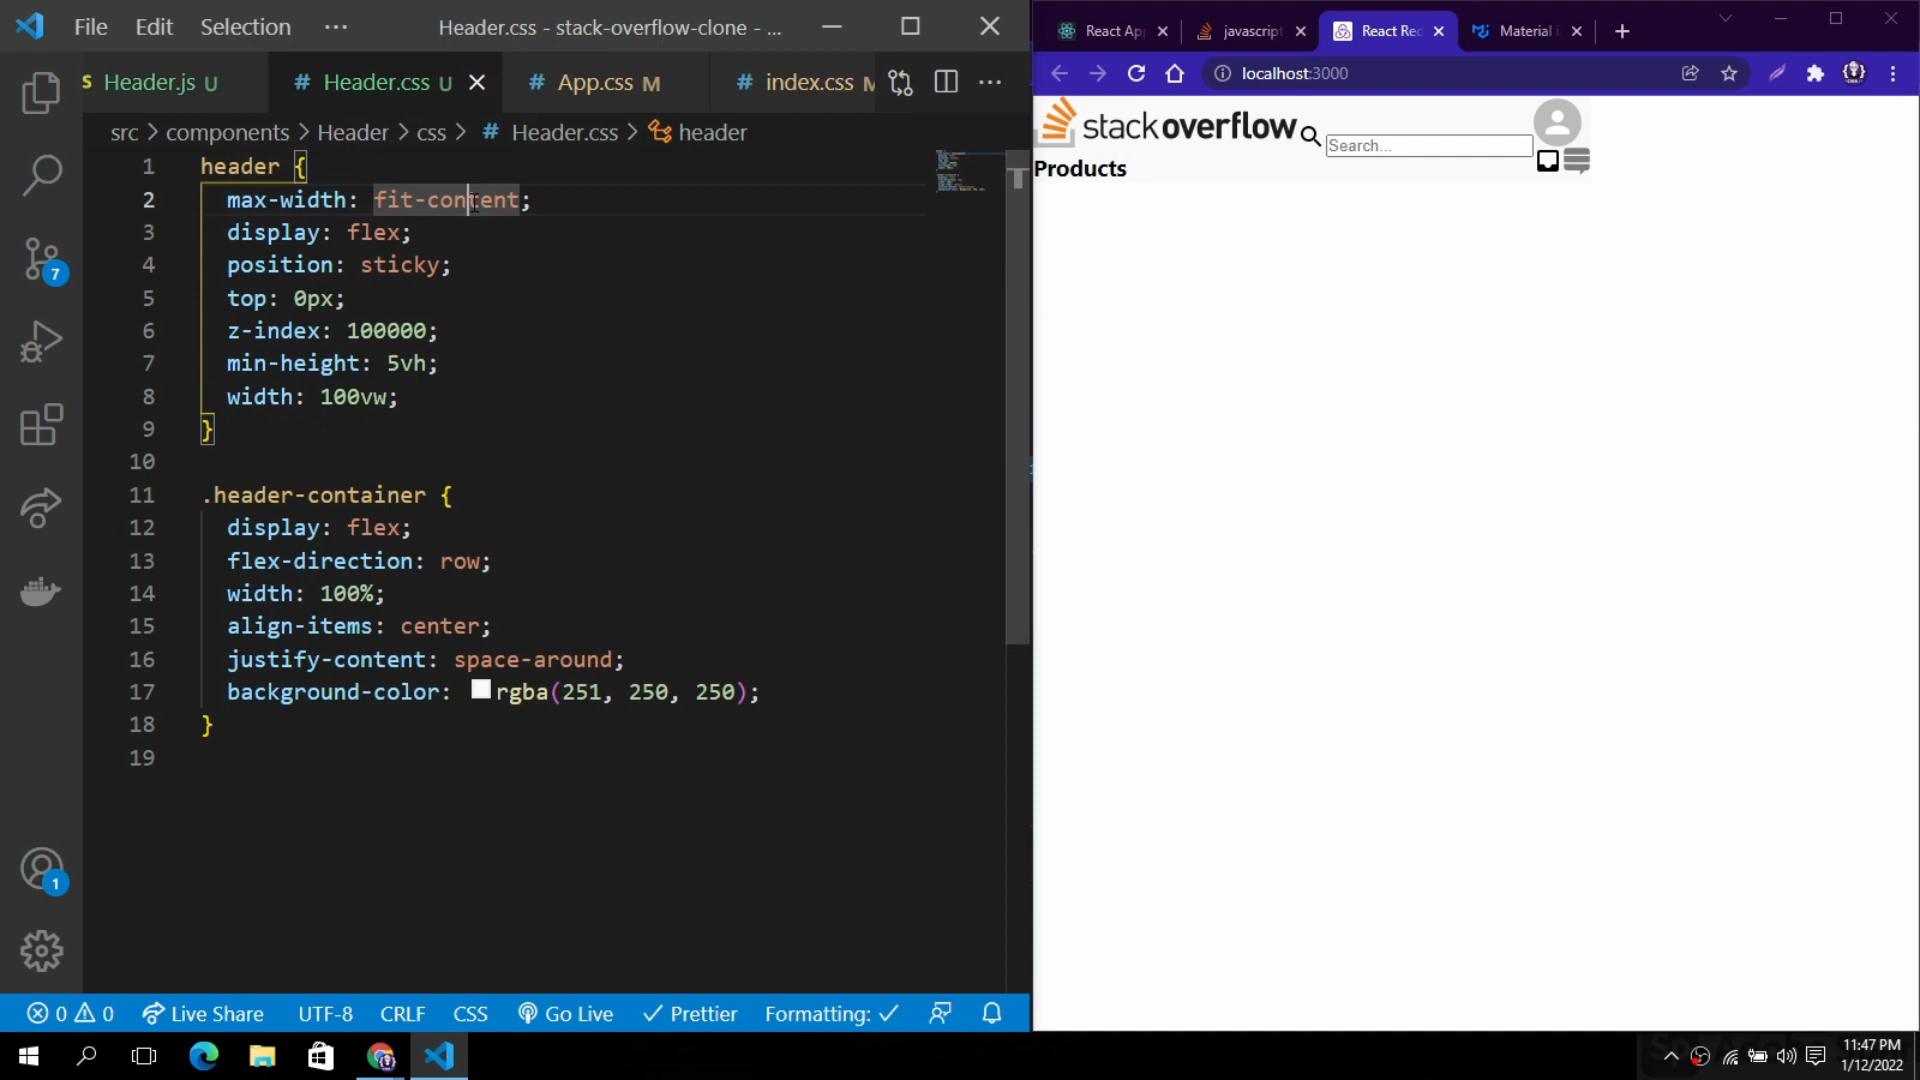 File Edit Selection ··· Header.css - stack-overflow-clone - ...
Header.js U # Header.css U # App.css M # index.css M
src > components > Header > css > # Header.css > header
1 header {
2 max-width: fit-content;
3 display: flex;
4 position: sticky;
5 top: 0px;
6 z-index: 100000;
7 min-height: 5vh;
8 width: 100vw;
9 }
10
11 .header-container {
12 display: flex;
13 flex-direction: row;
14 width: 100%;
15 align-items: center;
16 justify-content: space-around;
17 background-color: rgba(251, 250, 250);
18 }
19
7
1
0 0 Live Share UTF-8 CRLF CSS Go Live Prettier Formatting:
React Ap javascript React Red Material
localhost:3000
stackoverflow Search...
Products
11:47 PM
1/12/2022